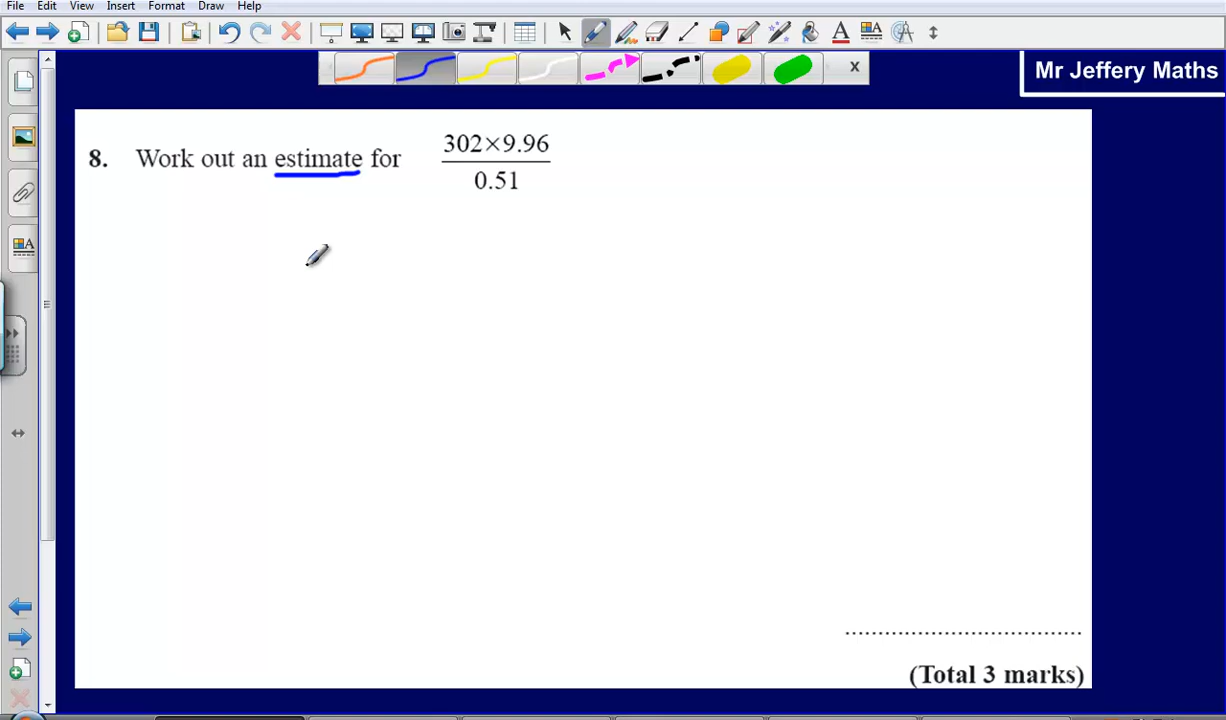 File Edit View Insert Format Draw Help
Mr Jeffery Maths
x
8. Work out an estimate for
302×9.96
0.51
(Total 3 marks)